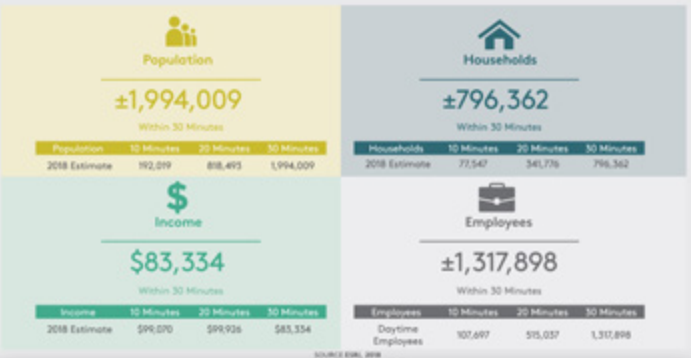 Population
±1,994,009
Within 30 Minutes
Population 10 Minutes 20 Minutes 30 Minutes
2018 Estimate 192,019 818,493 1,994,009
Households
±796,362
Within 30 Minutes
Households 10 Minutes 20 Minutes 30 Minutes
2018 Estimate 77,547 341,776 796,362
Income
$83,334
Within 30 Minutes
Income 10 Minutes 20 Minutes 30 Minutes
2018 Estimate $99,070 $99,926 $83,334
Employees
±1,317,898
Within 30 Minutes
Employees 10 Minutes 20 Minutes 30 Minutes
Daytime
Employees 107,697 515,037 1,317,898
SOURCE ESRI, 2018